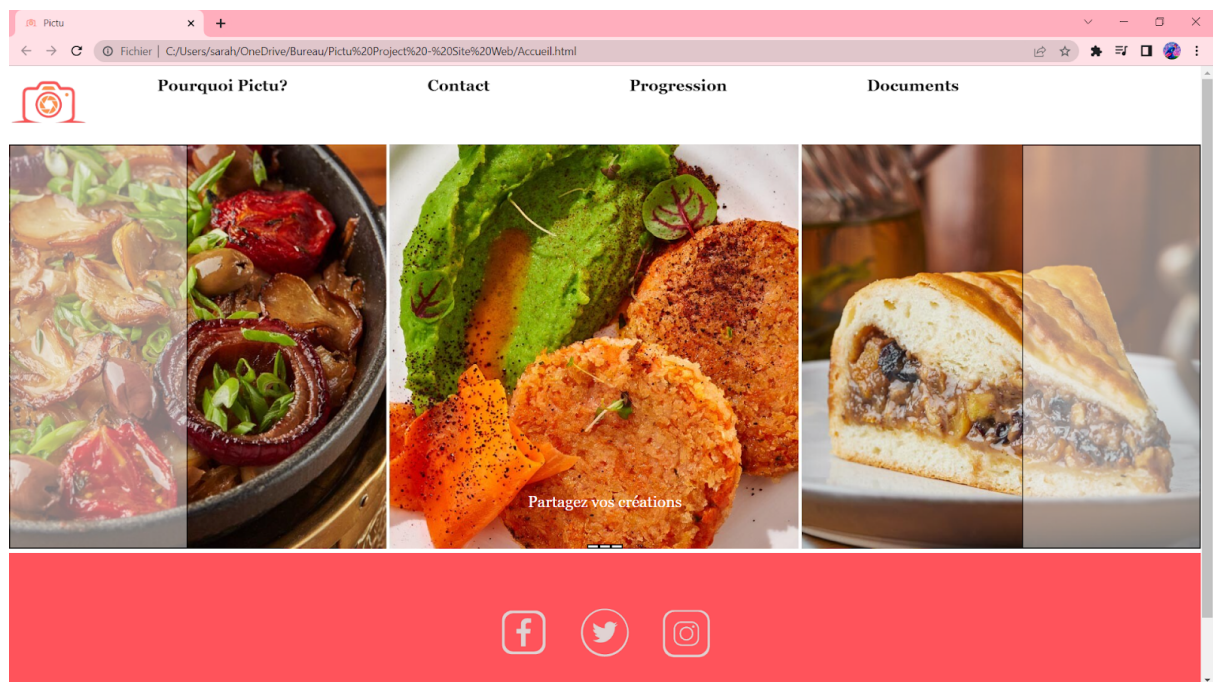 Pictu
Fichier | C:/Users/sarah/OneDrive/Bureau/Pictu%20Project%20-%20Site%20Web/Accueil.html
Pourquoi Pictu? Contact Progression Documents
Partagez vos créations